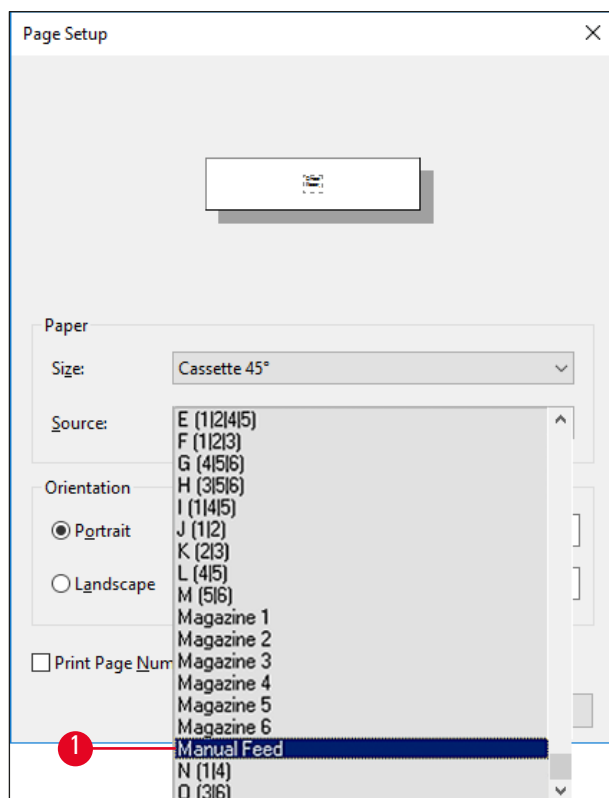 Page Setup
Paper
Size: Cassette 45°
Source:
E (1|2|4|5)
F (1|2|3)
G (4|5|6)
H (3|5|6)
Orientation
I (1|4|5)
Portrait
J (1|2)
K (2|3)
L (4|5)
Landscape
M (5|6)
Magazine 1
Magazine 2
Print Page Num
Magazine 3
Magazine 4
Magazine 5
Magazine 6
1 Manual Feed
N (1|4)
O (3|6)